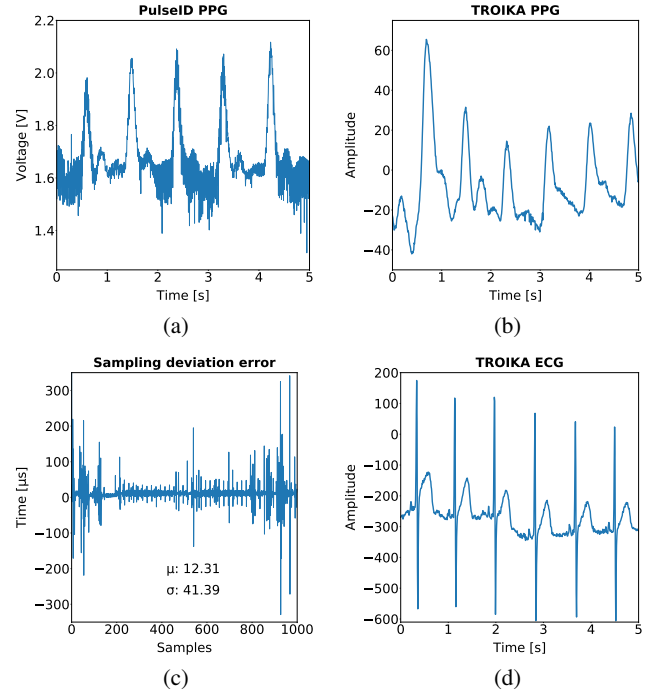 PulseID PPG
2.2
2.0
1.8
1.6
1.4
Voltage [V]
0 1 2 3 4 5
Time [s]
(a)
TROIKA PPG
60
40
20
0
−20
−40
Amplitude
0 1 2 3 4 5
Time [s]
(b)
Sampling deviation error
300
200
100
0
−100
−200
−300
Time [µs]
µ: 12.31
σ: 41.39
0 200 400 600 800 1000
Samples
(c)
TROIKA ECG
200
100
0
−100
−200
−300
−400
−500
−600
Amplitude
0 1 2 3 4 5
Time [s]
(d)